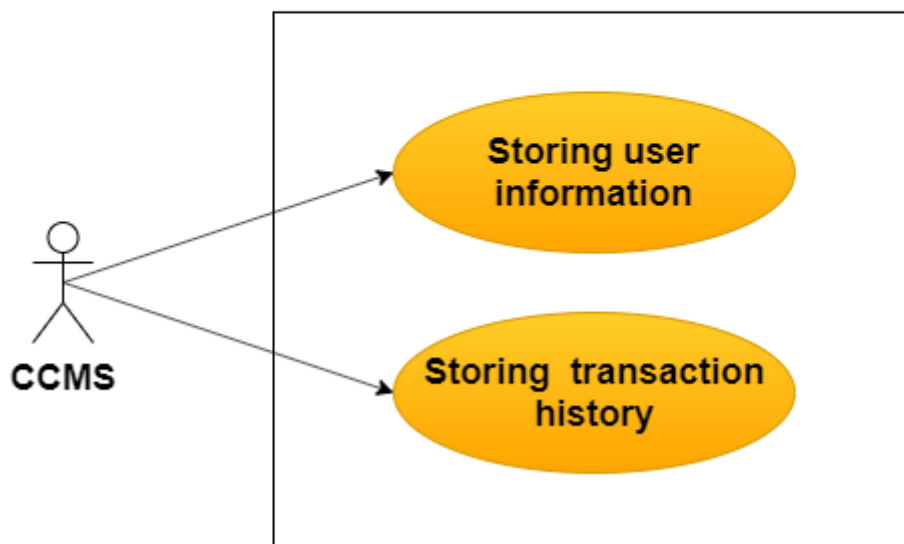 Storing user
information
CCMS
Storing  transaction
history